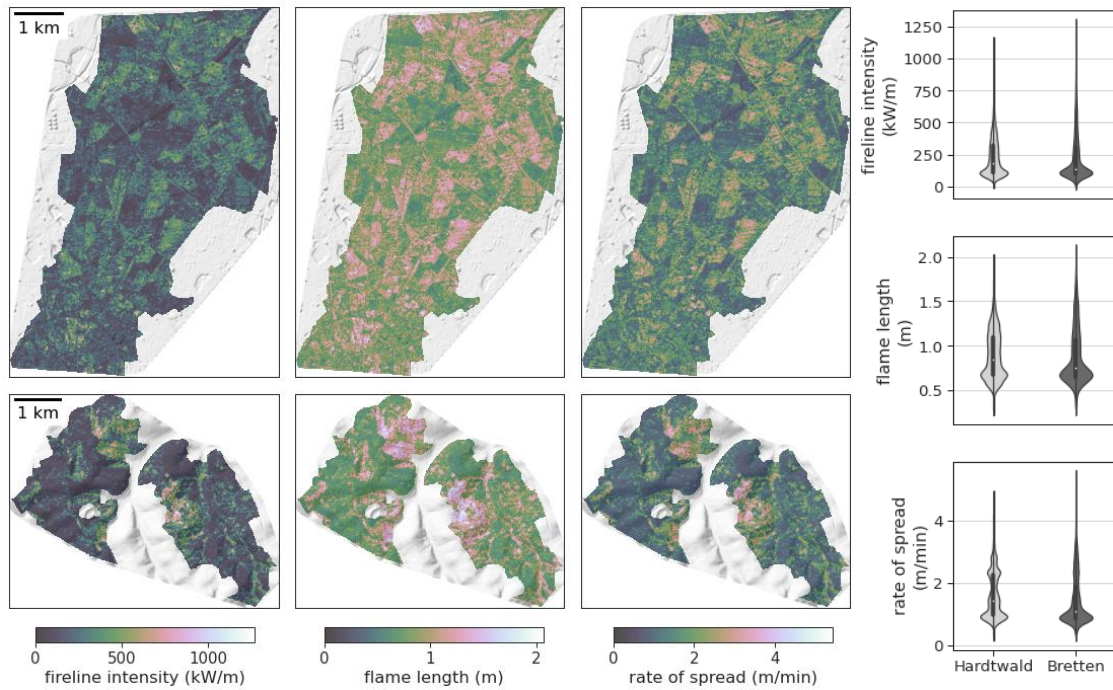 1 km
1 km
0 500 1000
fireline intensity (kW/m)
0 1 2
flame length (m)
0 2 4
rate of spread (m/min)
fireline intensity
(kW/m)
1250
1000
750
500
250
0
flame length
(m)
2.0
1.5
1.0
0.5
rate of spread
(m/min)
4
2
0
Hardtwald Bretten